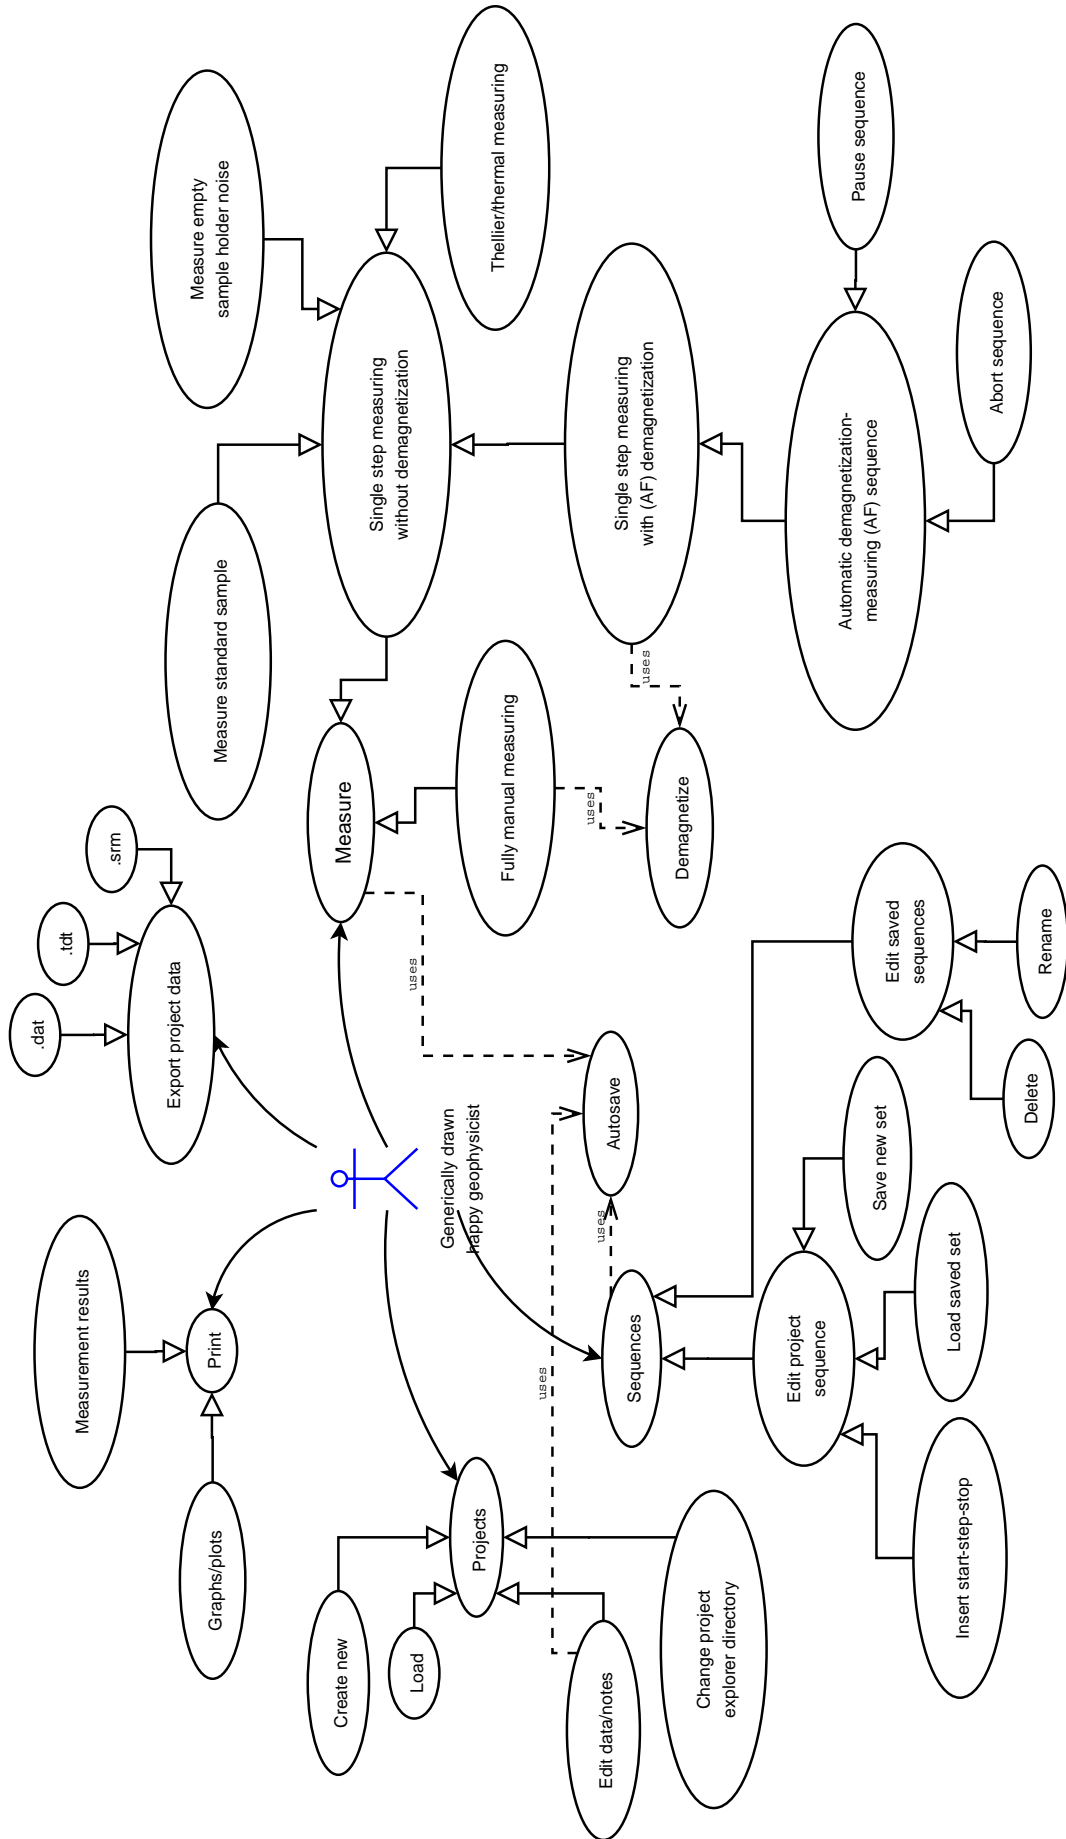 .dat
.tdt
.srm
Export project data
Measurement results
Print
Graphs/plots
Measure empty
sample holder noise
Measure standard sample
Thellier/thermal measuring
Single step measuring
without demagnetization
Measure
Fully manual measuring
uses
uses
uses
Single step measuring
with (AF) demagnetization
Demagnetize
Pause sequence
Automatic demagnetization-
measuring (AF) sequence
Abort sequence
Generically drawn
happy geophysicist
Autosave
uses
uses
Create new
Load
Projects
Edit data/notes
Change project
explorer directory
Sequences
Edit project
sequence
Save new set
Load saved set
Insert start-step-stop
Edit saved
sequences
Delete
Rename